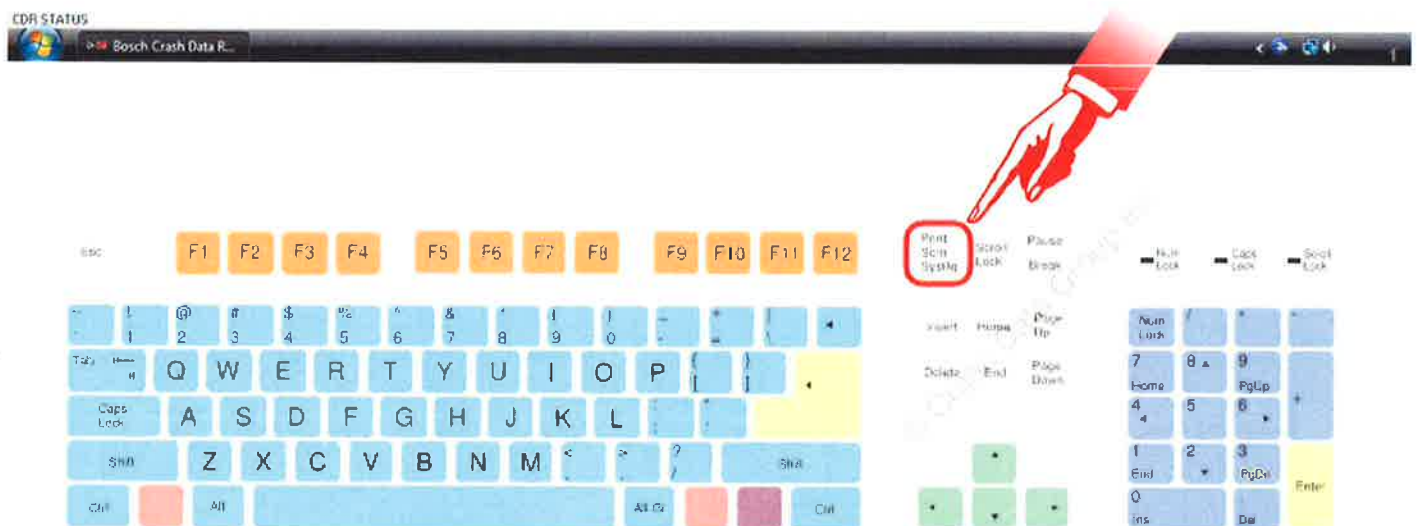 CDR STATUS
Bosch Crash Data R...
1
Esc F1 F2 F3 F4 F5 F6 F7 F8 F9 F10 F11 F12
Print Scroll Pause
Scrn Lock Break
SysRq
Num Caps Scroll
Lock Lock Lock
~ ! @ # $ % ^ & * ( )
1 2 3 4 5 6 7 8 9 0
Insert Home Page
Up
Num
Lock
Tab Q W E R T Y U I O P
Delete End Page
Down
7 8 9
Home PgUp
Caps
Lock
A S D F G H J K L
4 5 6
Shift Z X C V B N M < > ?
/
Shift
1 2 3
End PgDn
Enter
Ctrl Alt Alt Gr Ctrl
0
Ins Del